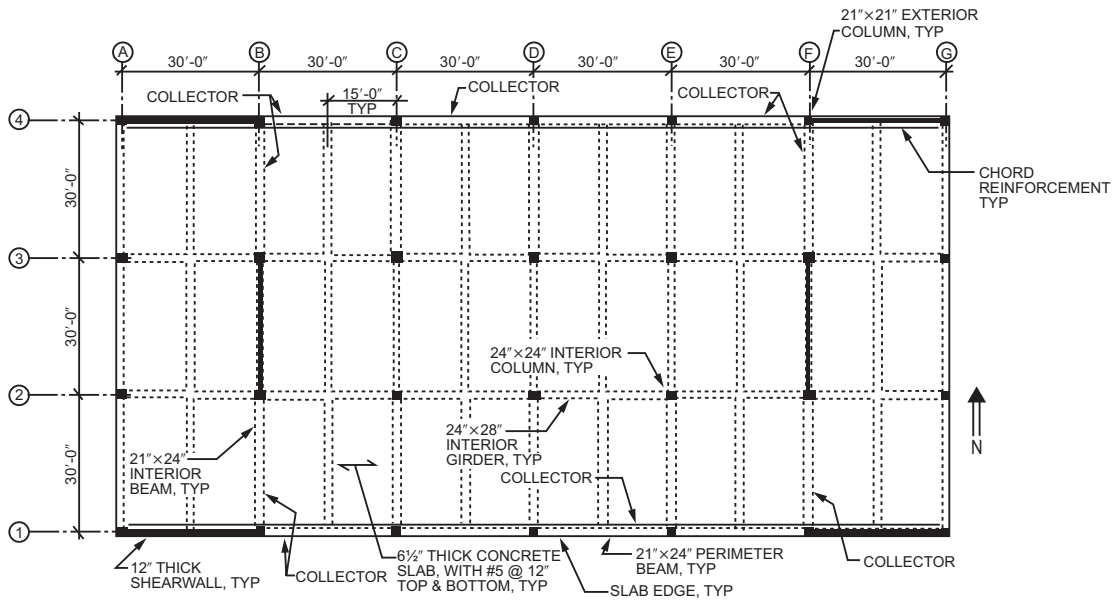 21″×21″ EXTERIOR
COLUMN, TYP
A
B
C
D
E
F
G
30′-0″
30′-0″
30′-0″
30′-0″
30′-0″
30′-0″
COLLECTOR
15′-0″
TYP
COLLECTOR
COLLECTOR
4
30′-0″
CHORD
REINFORCEMENT
TYP
3
30′-0″
24″×24″ INTERIOR
COLUMN, TYP
2
N
24″×28″
INTERIOR
GIRDER, TYP
21″×24″
INTERIOR
BEAM, TYP
30′-0″
COLLECTOR
1
12″ THICK
SHEARWALL, TYP
COLLECTOR
6½″ THICK CONCRETE
SLAB, WITH #5 @ 12″
TOP & BOTTOM, TYP
21″×24″ PERIMETER
BEAM, TYP
SLAB EDGE, TYP
COLLECTOR